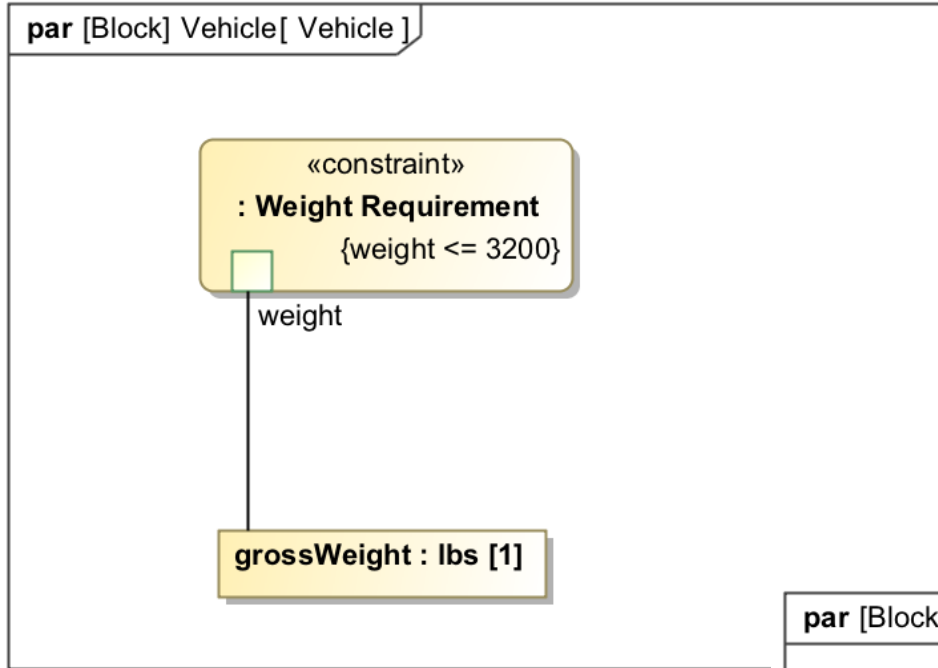 par [Block] Vehicle[ Vehicle ]
«constraint»
: Weight Requirement
{weight <= 3200}
weight
grossWeight : lbs [1]
par [Block